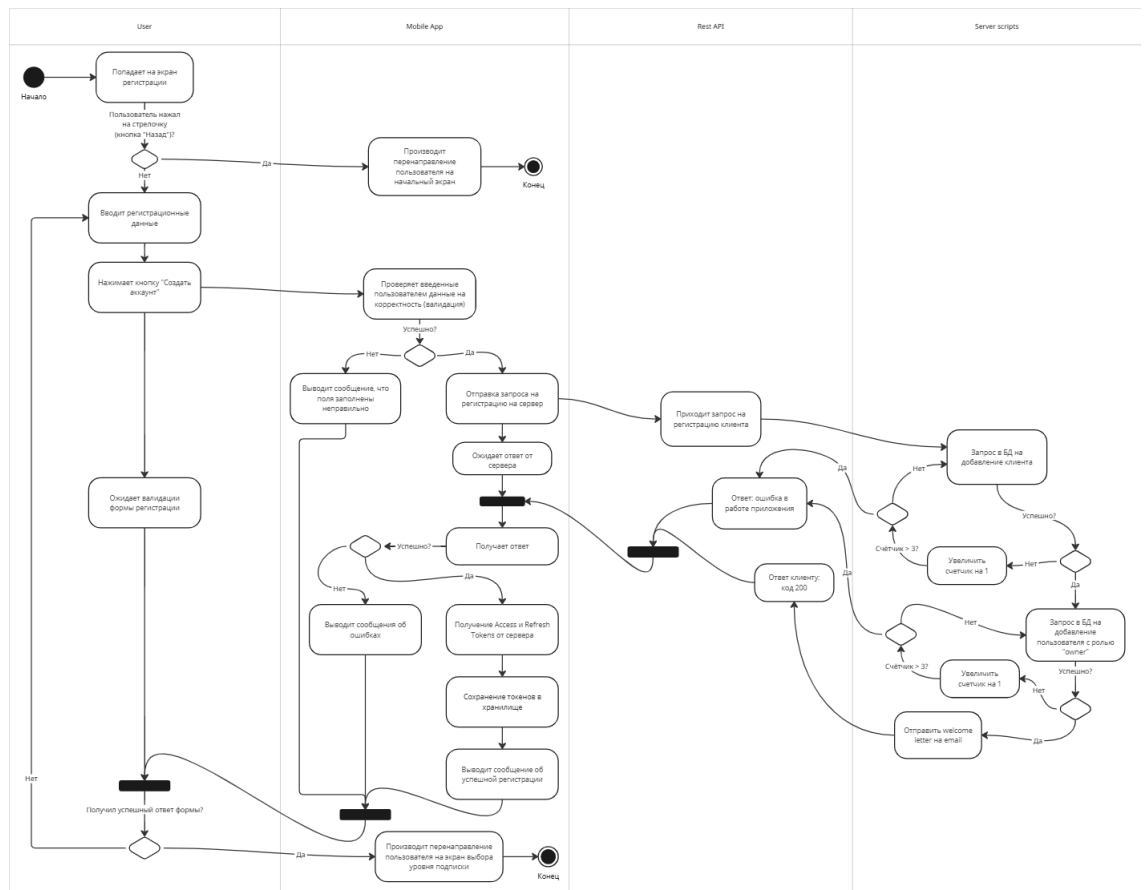 User
Mobile App
Rest API
Server scripts
Начало
Попадает на экран
регистрации
Пользователь нажал
на стрелочку
(кнопка "Назад")?
Да
Нет
Производит
перенаправление
пользователя на
начальный экран
Конец
Вводит регистрационные
данные
Нажимает кнопку "Создать
аккаунт"
Проверяет введенные
пользователем данные на
корректность (валидация)
Успешно?
Нет
Да
Выводит сообщение, что
поля заполнены
неправильно
Отправка запроса на
регистрацию на сервер
Приходит запрос на
регистрацию клиента
Запрос в БД на
добавление клиента
Ожидает ответ от
сервера
Да
Нет
Успешно?
Ожидает валидации
формы регистрации
Ответ: ошибка в
работе приложения
Получает ответ
Успешно?
Счётчик > 3?
Увеличить
счетчик на 1
Нет
Да
Ответ клиенту:
код 200
Да
Да
Нет
Выводит сообщения об
ошибках
Получение Access и Refresh
Tokens от сервера
Нет
Запрос в БД на
добавление
пользователя с ролью
"owner"
Счётчик > 3?
Увеличить
счетчик на 1
Успешно?
Нет
Сохранение токенов в
хранилище
Отправить welcome
letter на email
Да
Выводит сообщение об
успешной регистрации
Нет
Получил успешный ответ формы?
Да
Производит перенаправление
пользователя на экран выбора
уровня подписки
Конец